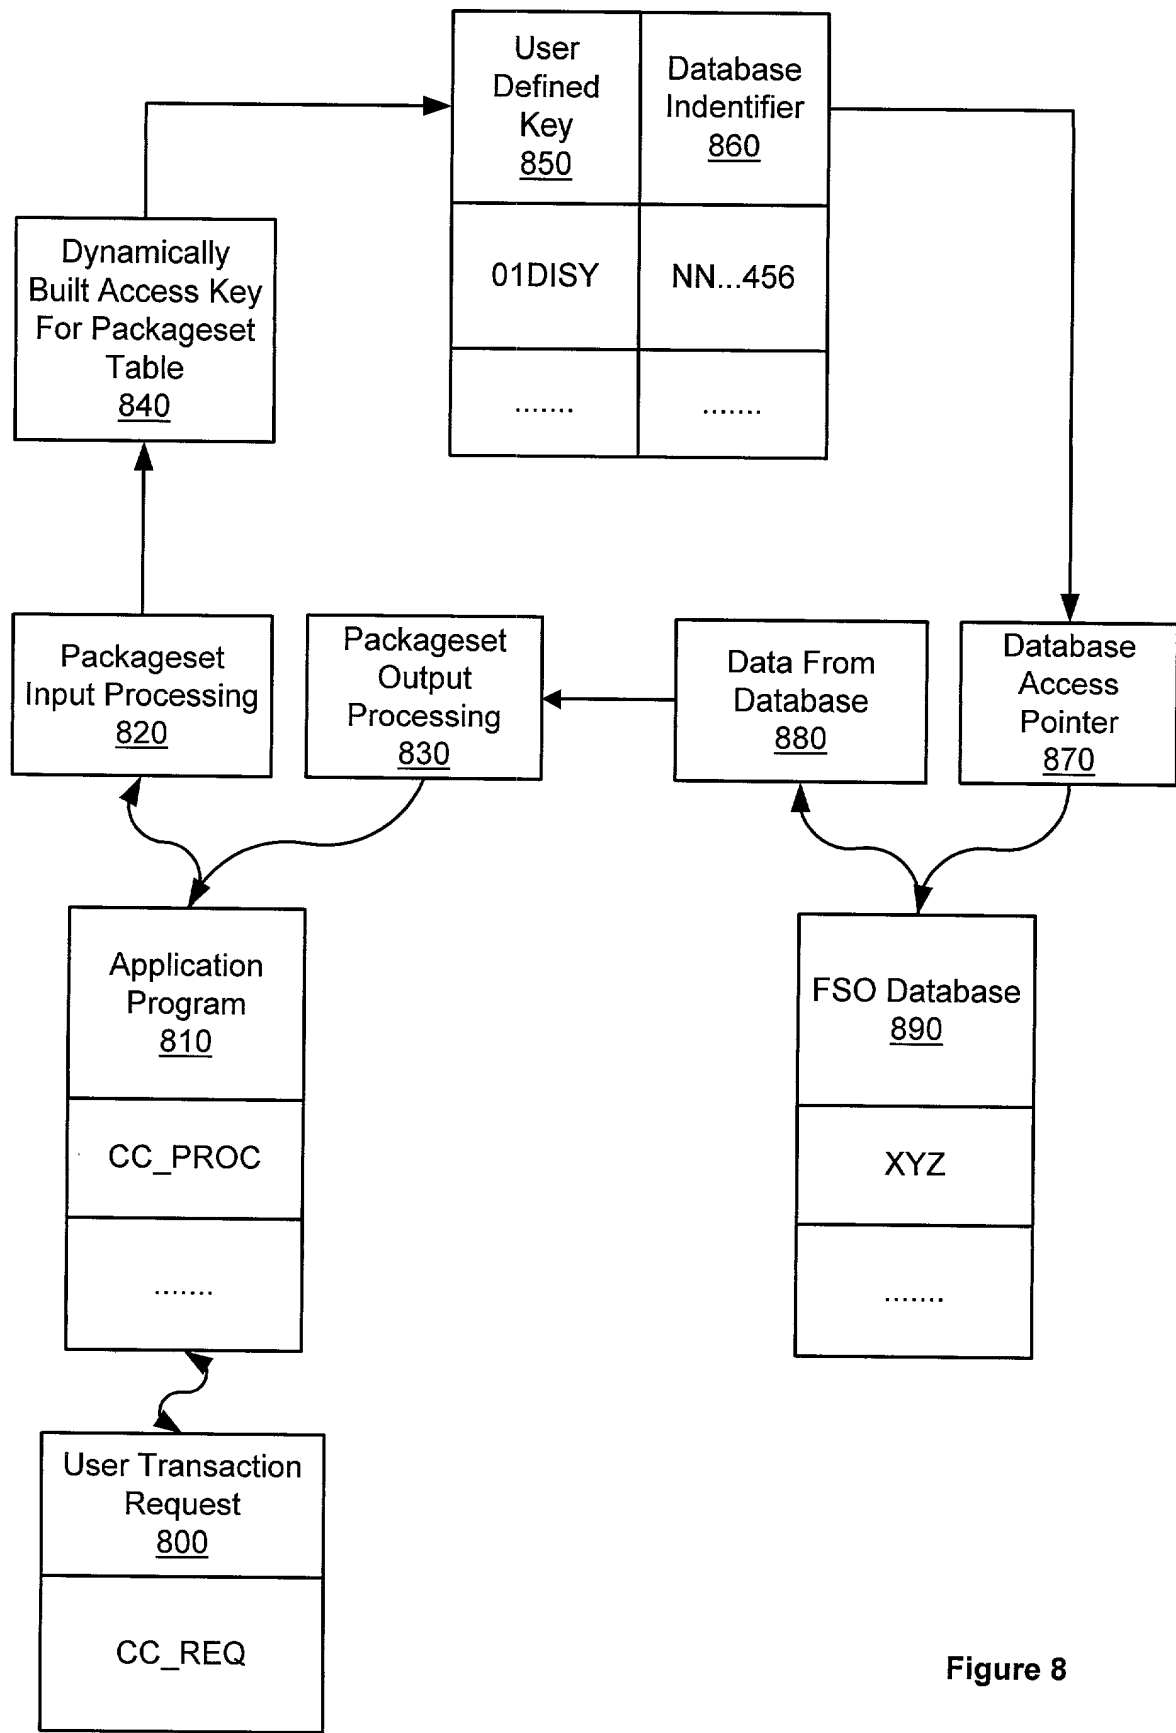 User
Defined
Key
850
Database
Indentifier
860
01DISY
NN...456
.......
.......
Dynamically
Built Access Key
For Packageset
Table
840
Packageset
Input Processing
820
Packageset
Output
Processing
830
Data From
Database
880
Database
Access
Pointer
870
Application
Program
810
CC_PROC
.......
FSO Database
890
XYZ
.......
User Transaction
Request
800
CC_REQ
Figure 8